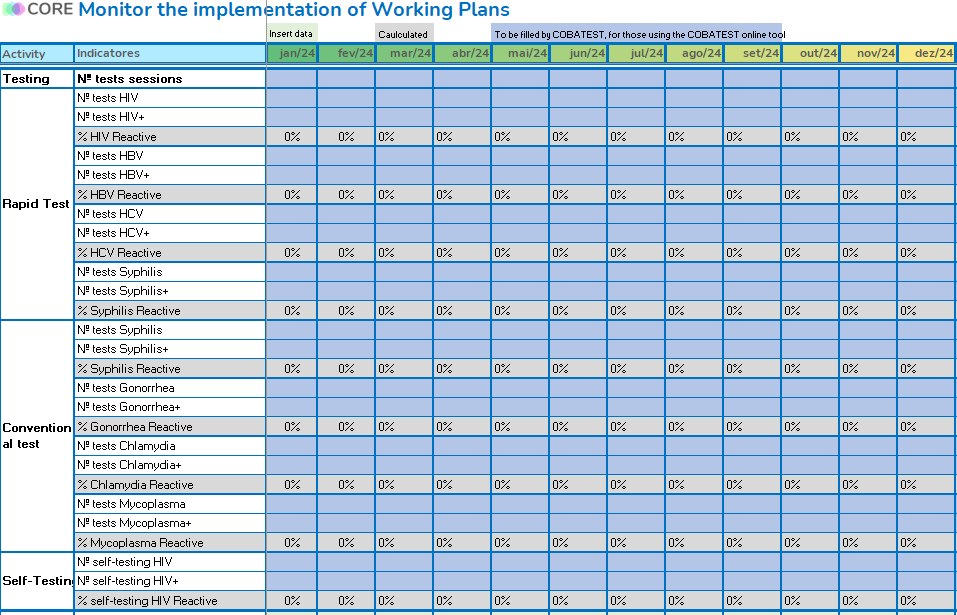 CORE Monitor the implementation of Working Plans
Insert data Caulculated To be filled by COBATEST, for those using the COBATEST online tool
Activity Indicatores jan/24 fev/24 mar/24 abr/24 mai/24 jun/24 jul/24 ago/24 set/24 out/24 nov/24 dez/24
Testing Nº tests sessions
Rapid Test
Nº tests HIV
Nº tests HIV+
% HIV Reactive 0% 0% 0% 0% 0% 0% 0% 0% 0% 0% 0% 0%
Nº tests HBV
Nº tests HBV+
% HBV Reactive 0% 0% 0% 0% 0% 0% 0% 0% 0% 0% 0% 0%
Nº tests HCV
Nº tests HCV+
% HCV Reactive 0% 0% 0% 0% 0% 0% 0% 0% 0% 0% 0% 0%
Nº tests Syphilis
Nº tests Syphilis+
% Syphilis Reactive 0% 0% 0% 0% 0% 0% 0% 0% 0% 0% 0% 0%
Convention
al test
Nº tests Syphilis
Nº tests Syphilis+
% Syphilis Reactive 0% 0% 0% 0% 0% 0% 0% 0% 0% 0% 0% 0%
Nº tests Gonorrhea
Nº tests Gonorrhea+
% Gonorrhea Reactive 0% 0% 0% 0% 0% 0% 0% 0% 0% 0% 0% 0%
Nº tests Chlamydia
Nº tests Chlamydia+
% Chlamydia Reactive 0% 0% 0% 0% 0% 0% 0% 0% 0% 0% 0% 0%
Nº tests Mycoplasma
Nº tests Mycoplasma+
% Mycoplasma Reactive 0% 0% 0% 0% 0% 0% 0% 0% 0% 0% 0% 0%
Self-Testing
Nº self-testing HIV
Nº self-testing HIV+
% self-testing HIV Reactive 0% 0% 0% 0% 0% 0% 0% 0% 0% 0% 0% 0%